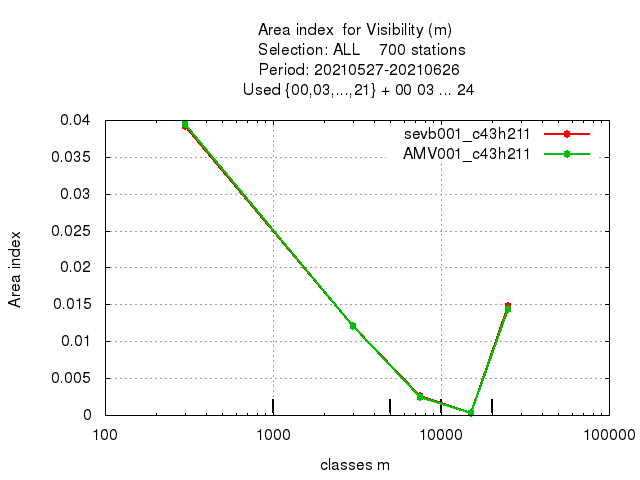 Area index  for Visibility (m)
Selection: ALL    700 stations
Period: 20210527-20210626
Used {00,03,...,21} + 00 03 ... 24
sevb001_c43h211
AMV001_c43h211
0.04
0.035
0.03
0.025
0.02
0.015
0.01
0.005
0
Area index
100
1000
10000
100000
classes m